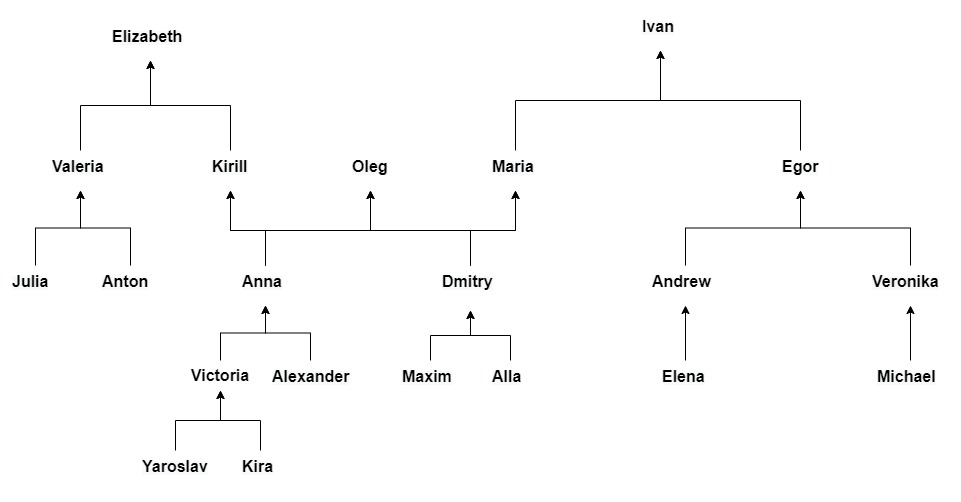 Elizabeth
Ivan
Valeria
Kirill
Oleg
Maria
Egor
Julia
Anton
Anna
Dmitry
Andrew
Veronika
Victoria
Alexander
Maxim
Alla
Elena
Michael
Yaroslav
Kira